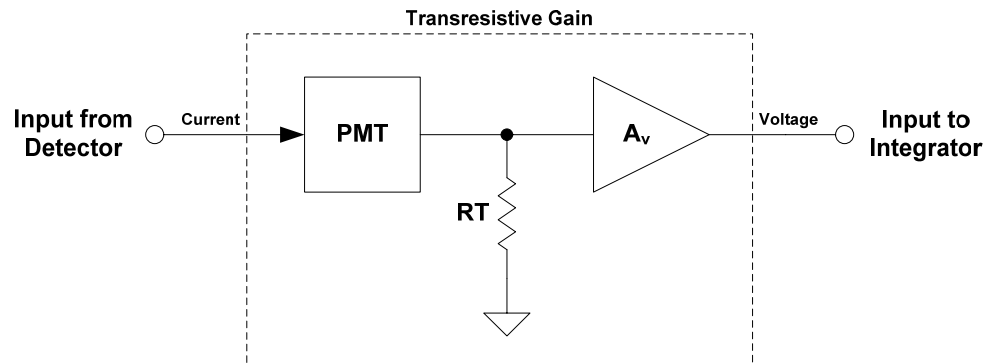 Transresistive Gain
Input from
Detector
Current
PMT
RT
Av
Voltage
Input to
Integrator